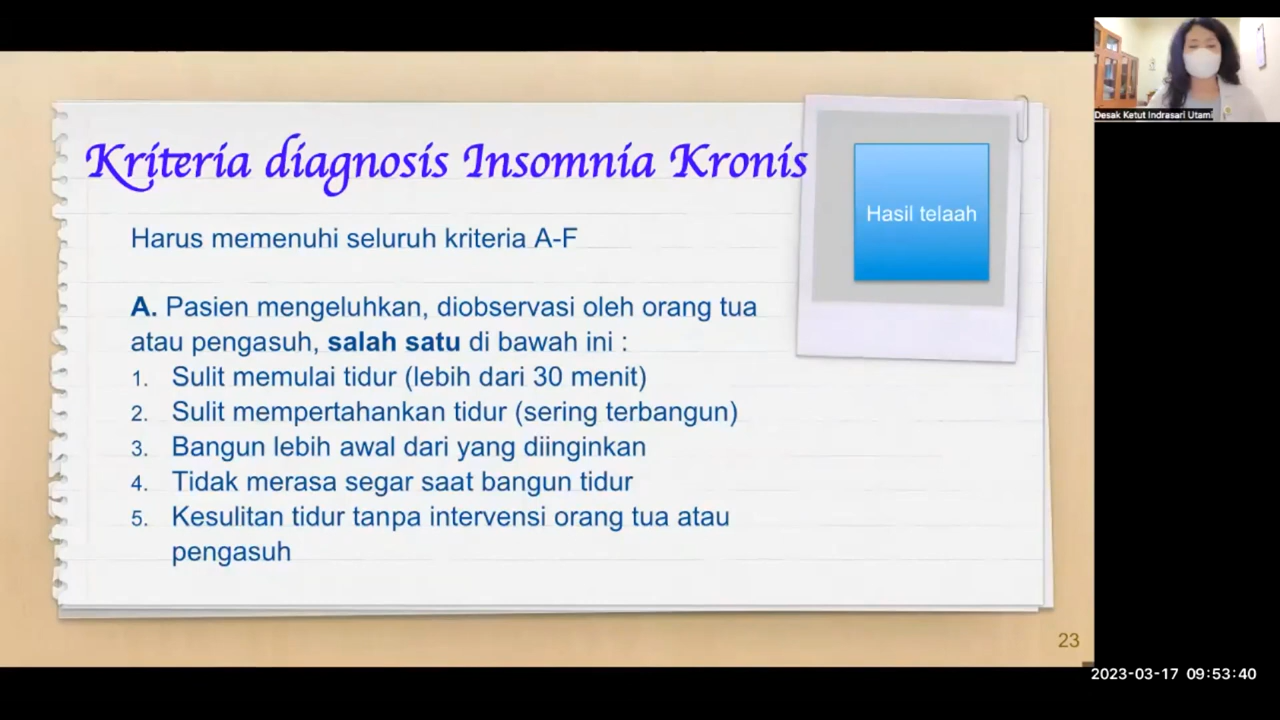 Kriteria diagnosis Insomnia Kronis
Hasil telaah
Harus memenuhi seluruh kriteria A-F
A. Pasien mengeluhkan, diobservasi oleh orang tua
atau pengasuh, salah satu di bawah ini :
1. Sulit memulai tidur (lebih dari 30 menit)
2. Sulit mempertahankan tidur (sering terbangun)
3. Bangun lebih awal dari yang diinginkan
4. Tidak merasa segar saat bangun tidur
5. Kesulitan tidur tanpa intervensi orang tua atau
pengasuh
23
Desak Ketut Indrasari Utami
2023-03-17 09:53:40